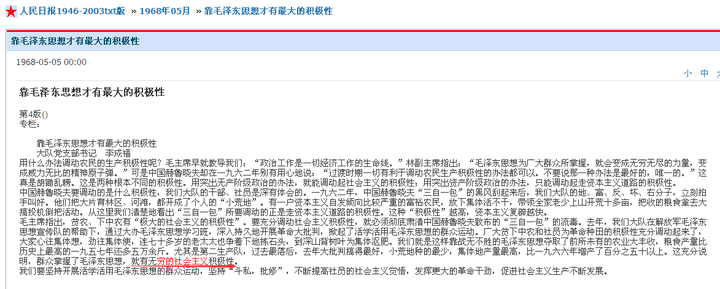 人民日报1946-2003txt版 » 1968年05月 » 靠毛泽东思想才有最大的积极性
靠毛泽东思想才有最大的积极性
1968-05-05 00:00
小 中 大
靠毛泽东思想才有最大的积极性
第4版()
专栏：
靠毛泽东思想才有最大的积极性
大队党支部书记 李成福
用什么办法调动农民的生产积极性呢？毛主席早就教导我们：“政治工作是一切经济工作的生命线。”林副主席指出：“毛泽东思想为广大群众所掌握，就会变成无穷无尽的力量，变
成威力无比的精神原子弹。”可是中国赫鲁晓夫却在一九六二年别有用心地说：“过渡时期一切有利于调动农民生产积极性的办法都可以。不要说那一种办法是最好的，唯一的。”这
真是胡锄乱耪。这是两种根本不同的积极性。用突出无产阶级政治的办法，就能调动起社会主义的积极性；用突出资产阶级政治的办法，只能调动起走资本主义道路的积极性。
中国赫鲁晓夫要调动的是什么积极性，我们大队的干部、社员是深有体会的。一九六二年，中国赫鲁晓夫“三自一包”的黑风刮起来后，我们大队的地、富、反、坏、右分子，立刻拍
手叫好。他们把大片育林区、河滩，都开成了个人的“小荒地”。有一户资本主义自发倾向比较严重的富裕农民，放下集体活不干，带领全家老少上山开荒十多亩，把收的粮食拿去大
搞投机倒把活动。从这里我们清楚地看出“三自一包”所要调动的正是走资本主义道路的积极性。这种“积极性”越高，资本主义复辟越快。
毛主席指出，贫农、下中农有“极大的社会主义的积极性”。要充分调动社会主义积极性，就必须彻底肃清中国赫鲁晓夫散布的“三自一包”的流毒。去年，我们大队在解放军毛泽东
思想宣传队的帮助下，通过大办毛泽东思想学习班，深入持久地开展革命大批判，掀起了活学活用毛泽东思想的群众运动。广大贫下中农和社员为革命种田的积极性充分调动起来了，
大家心往集体想，劲往集体使，连七十多岁的老太太也争着下地拣石头，到深山背树叶为集体沤肥。我们就是这样靠战无不胜的毛泽东思想夺取了前所未有的农业大丰收，粮食产量比
历史上最高的一九五七年还多五万余斤。尤其是第二生产队，过去最落后，去年大批判搞得最好，小荒地种的最少，集体地产量最高，比一九六六年增产了百分之五十以上。这充分说
明，群众掌握了毛泽东思想，就有无穷的社会主义积极性。
我们要坚持开展活学活用毛泽东思想的群众运动，坚持“斗私，批修”，不断提高社员的社会主义觉悟，发挥更大的革命干劲，促进社会主义生产不断发展。